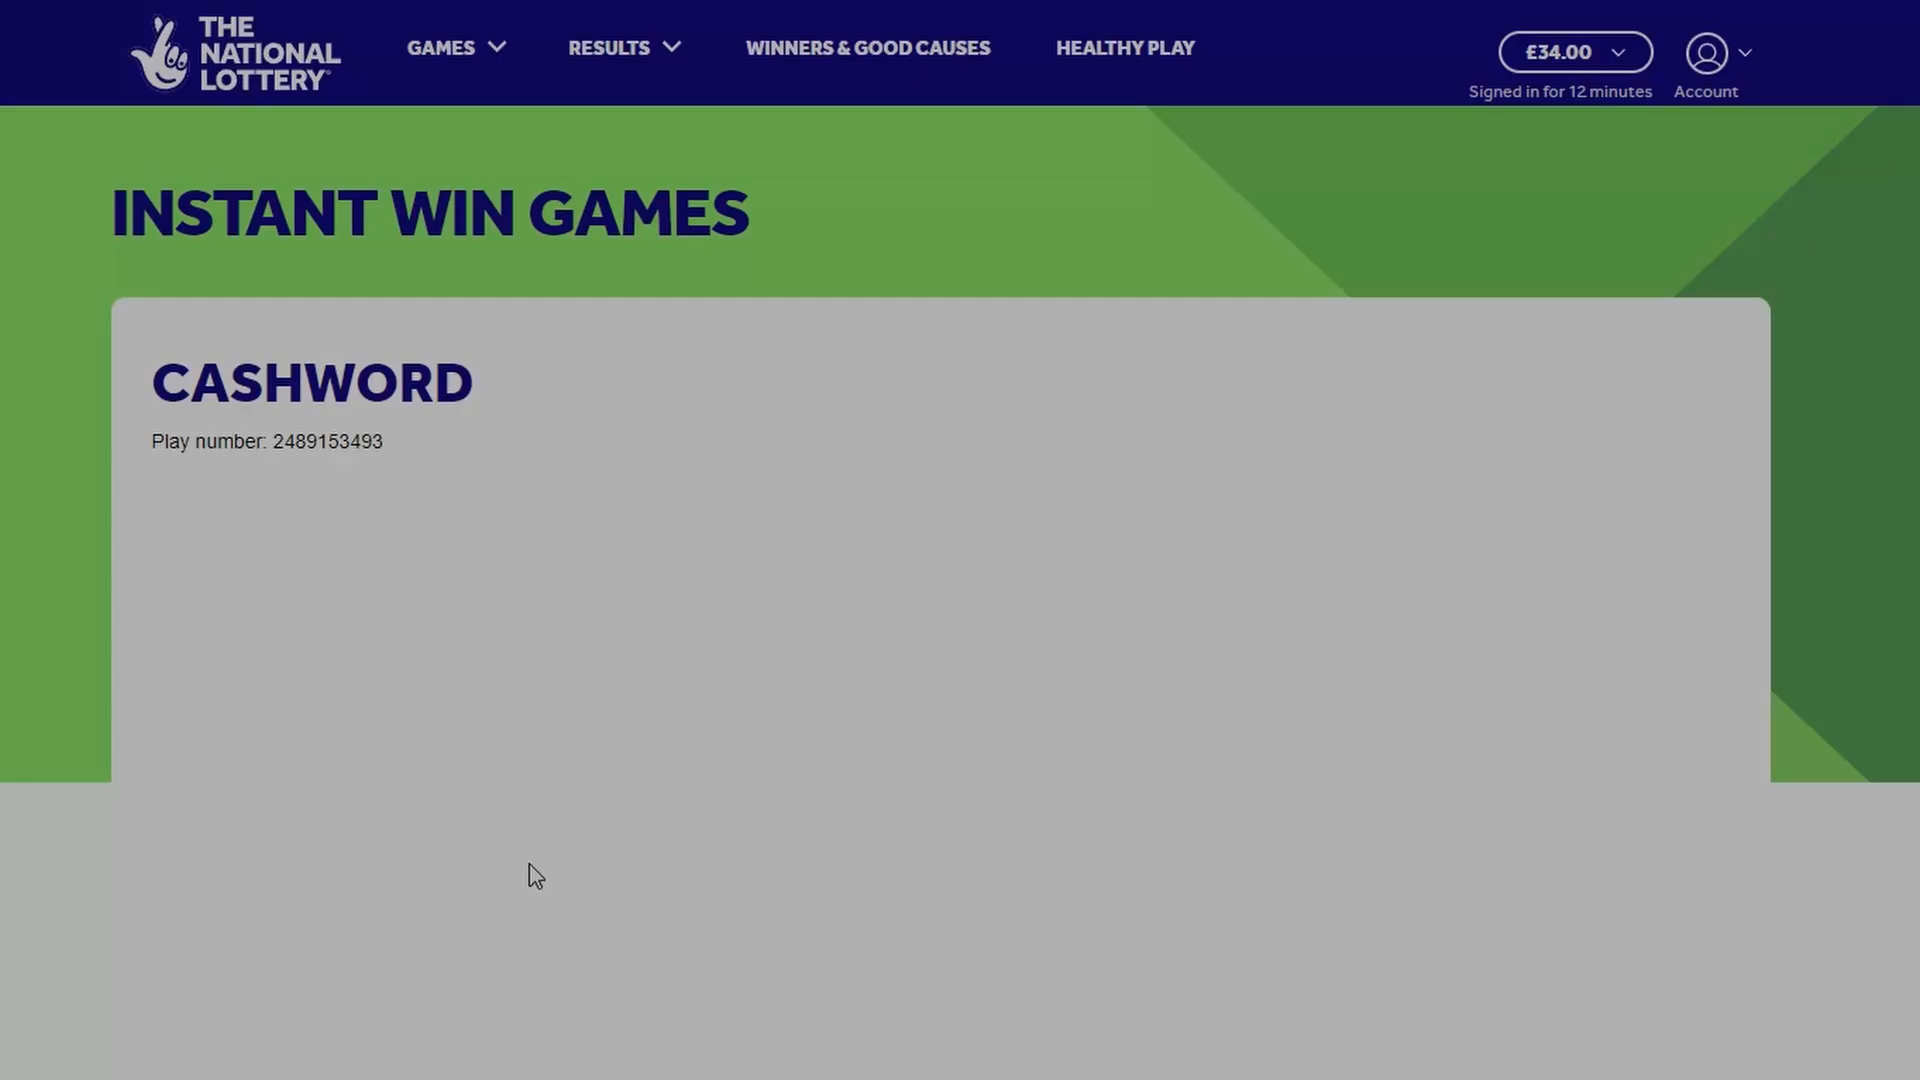 THE
NATIONAL
LOTTERY
GAMES
RESULTS
WINNERS & GOOD CAUSES
HEALTHY PLAY
£34.00
Signed in for 12 minutes
Account
INSTANT WIN GAMES
CASHWORD
Play number: 2489153493